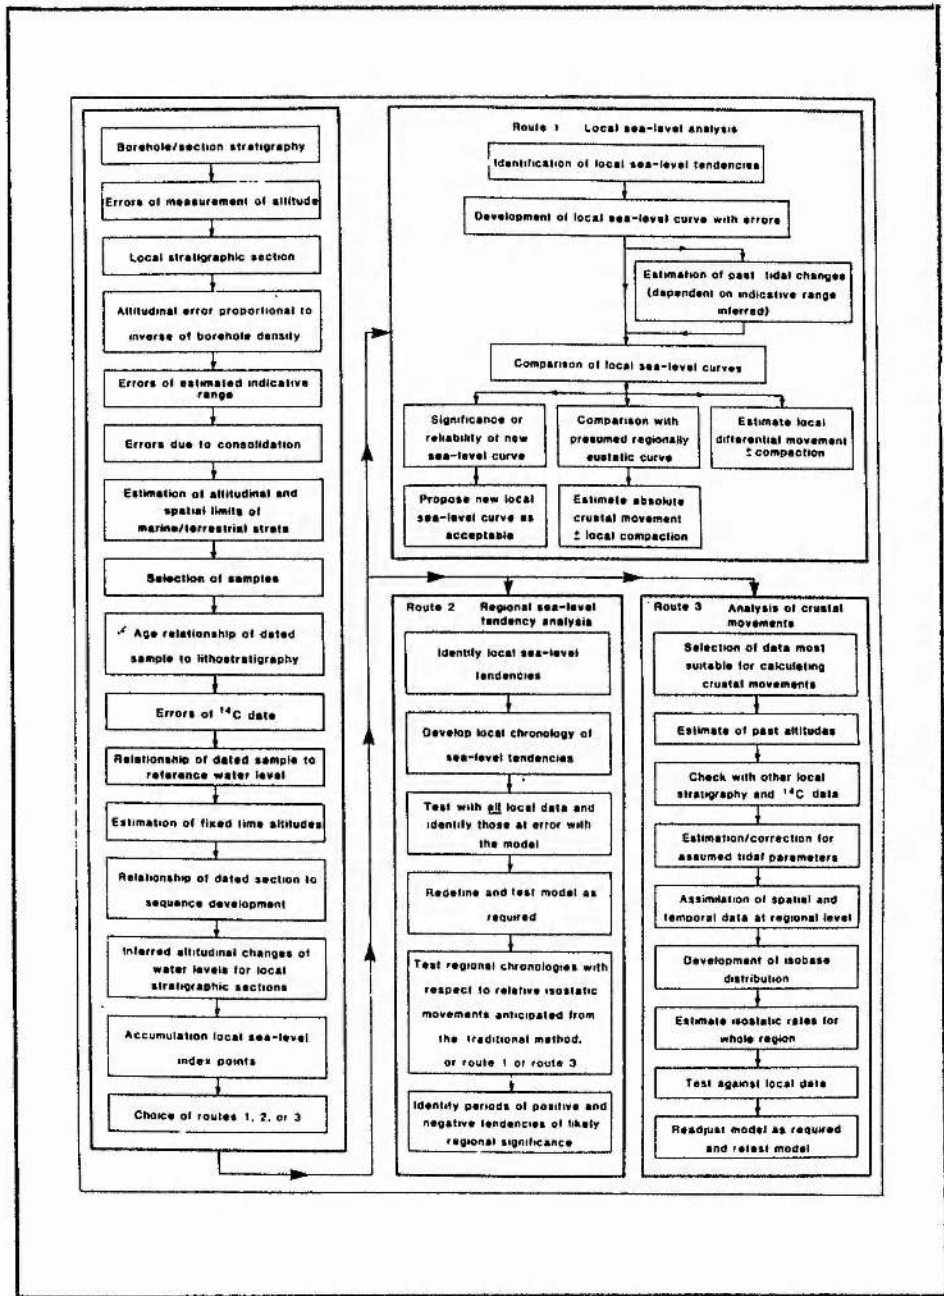 Borehole/section stratigraphy
Errors of measurement of altitude
Local stratigraphic section
Altitudinal error proportional to
inverse of borehole density
Errors of estimated indicative
range
Errors due to consolidation
Estimation of altitudinal and
spatial limits of
marine/terrestrial strata
Selection of samples
Age relationship of dated
sample to lithostratigraphy
Errors of ¹⁴C date
Relationship of dated sample to
reference water level
Estimation of fixed time altitudes
Relationship of dated section to
sequence development
Inferred altitudinal changes of
water levels for local
stratigraphic sections
Accumulation local sea-level
index points
Choice of routes 1, 2, or 3
Route 1 Local sea-level analysis
Identification of local sea-level tendencies
Development of local sea-level curve with errors
Estimation of past tidal changes
(dependent on indicative range
inferred)
Comparison of local sea-level curves
Significance or
reliability of new
sea-level curve
Propose new local
sea-level curve as
acceptable
Comparison with
presumed regionally
eustatic curve
Estimate absolute
crustal movement
± local compaction
Estimate local
differential movement
± compaction
Route 2 Regional sea-level
tendency analysis
Identify local sea-level
tendencies
Develop local chronology of
sea-level tendencies
Test with all local data and
identify those at error with
the model
Redefine and test model as
required
Test regional chronologies with
respect to relative isostatic
movements anticipated from
the traditional method,
or route 1 or route 3
Identify periods of positive and
negative tendencies of likely
regional significance
Route 3 Analysis of crustal
movements
Selection of data most
suitable for calculating
crustal movements
Estimate of past altitudes
Check with other local
stratigraphy and ¹⁴C data
Estimation/correction for
assumed tidal parameters
Assimilation of spatial and
temporal data at regional level
Development of isobase
distribution
Estimate isostatic rates for
whole region
Test against local data
Readjust model as required
and retest model